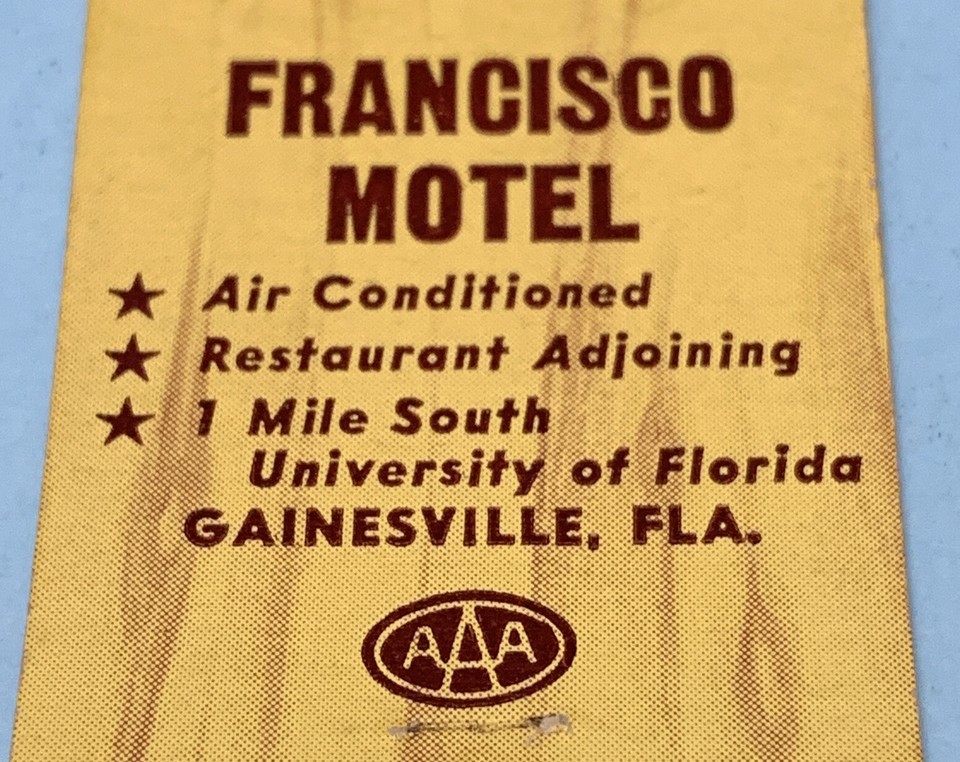 FRANCISCO
MOTEL
★ Air Conditioned
★ Restaurant Adjoining
★ 1 Mile South
University of Florida
GAINESVILLE, FLA.
AAA